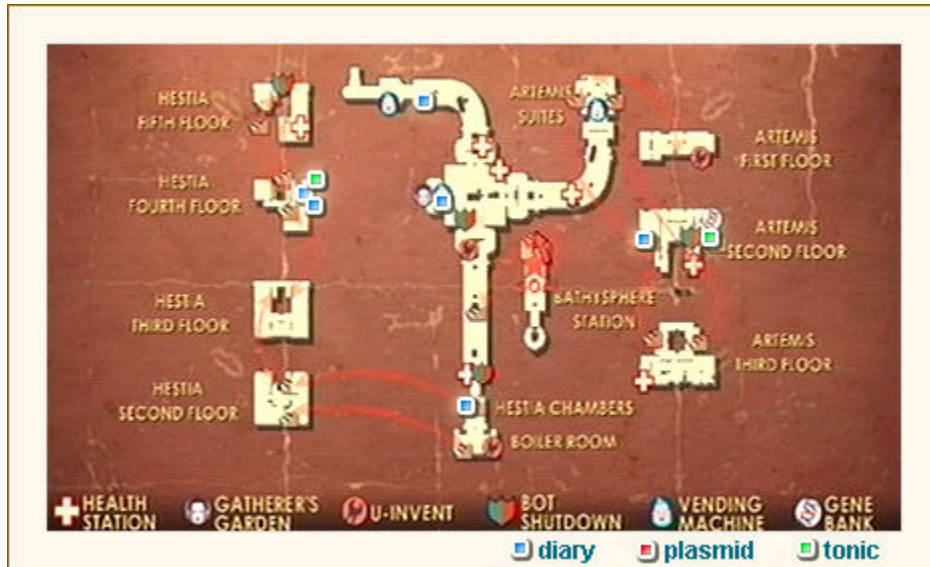 HESTIA
FIFTH FLOOR
ARTEMIS
SUITES
ARTEMIS
FIRST FLOOR
HESTIA
FOURTH FLOOR
ARTEMIS
SECOND FLOOR
HESTIA
THIRD FLOOR
BATHYSPHERE
STATION
ARTEMIS
THIRD FLOOR
HESTIA
SECOND FLOOR
HESTIA CHAMBERS
BOILER ROOM
HEALTH
STATION
GATHERER'S
GARDEN
U-INVENT
BOT
SHUTDOWN
VENDING
MACHINE
GENE
BANK
diary
plasmid
tonic